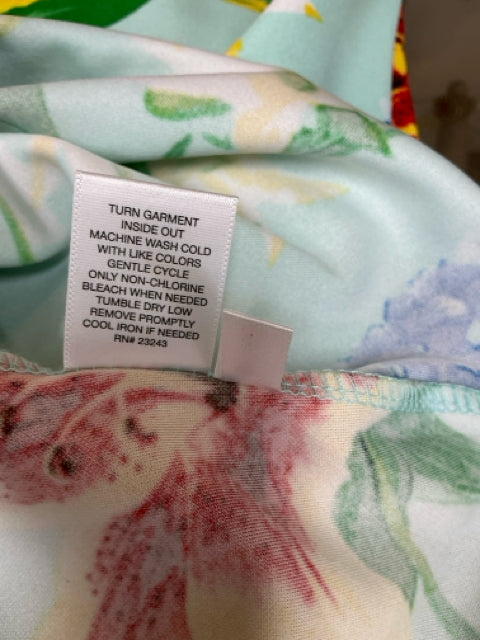 TURN GARMENT
INSIDE OUT
MACHINE WASH COLD
WITH LIKE COLORS
GENTLE CYCLE
ONLY NON-CHLORINE
BLEACH WHEN NEEDED
TUMBLE DRY LOW
REMOVE PROMPTLY
COOL IRON IF NEEDED
RN# 23243